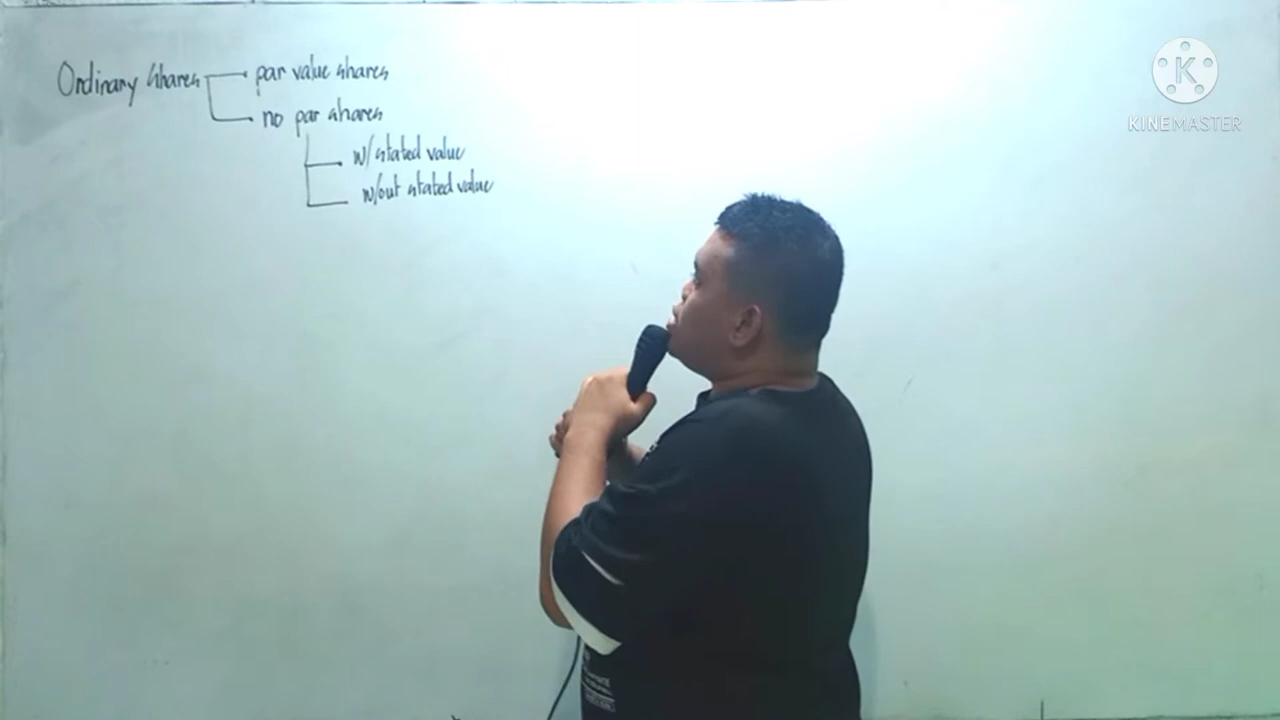 Ordinary shares
par value shares
no par shares
w/ stated value
w/out stated value
KINEMASTER